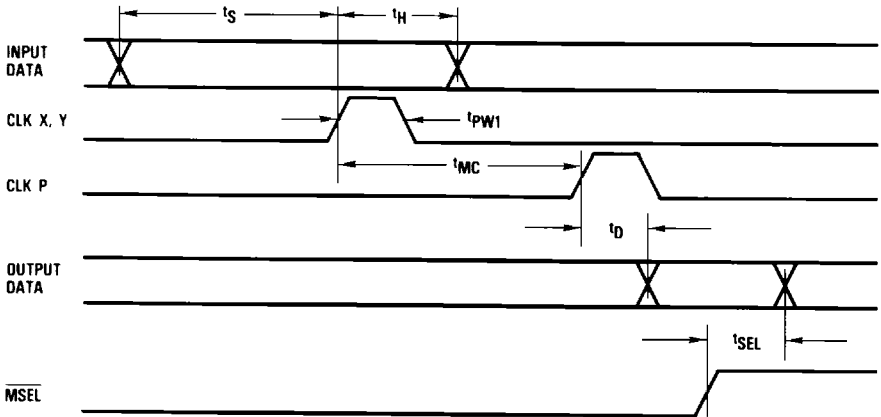 tS tH
INPUT
DATA
CLK X, Y
tPW1
tMC
CLK P
tD
OUTPUT
DATA
tSEL
MSEL